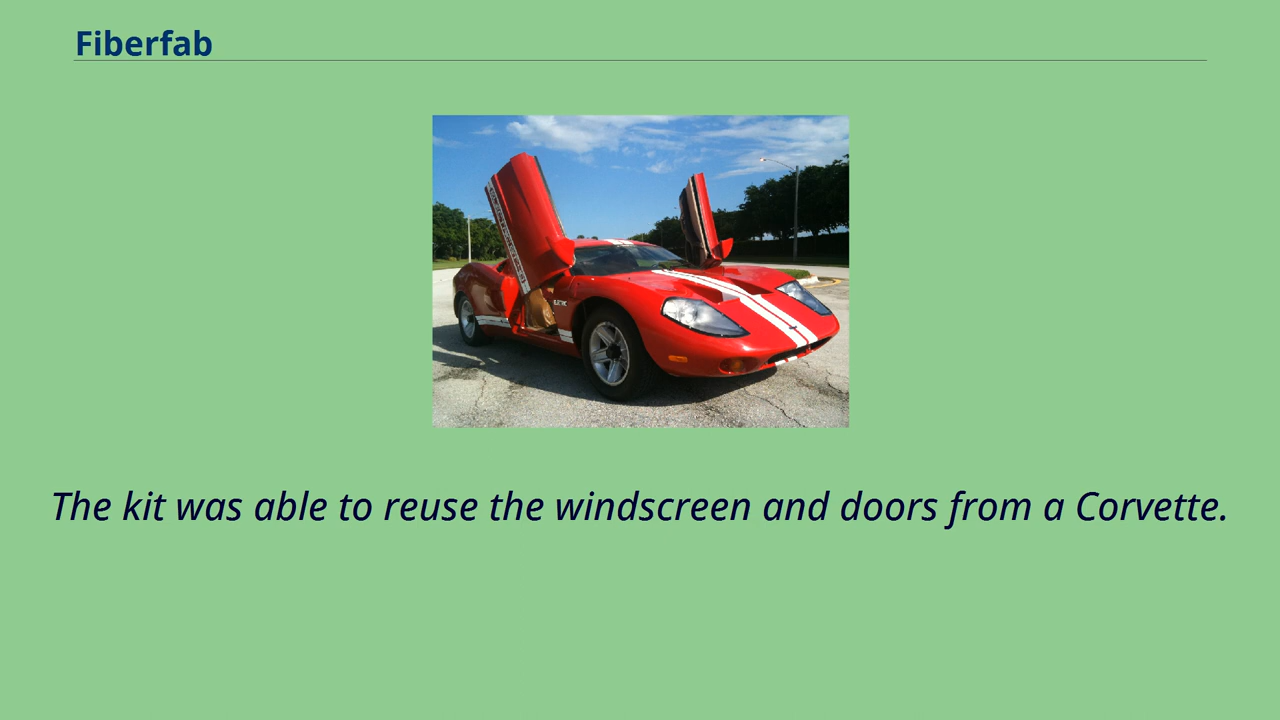 Fiberfab
The kit was able to reuse the windscreen and doors from a Corvette.